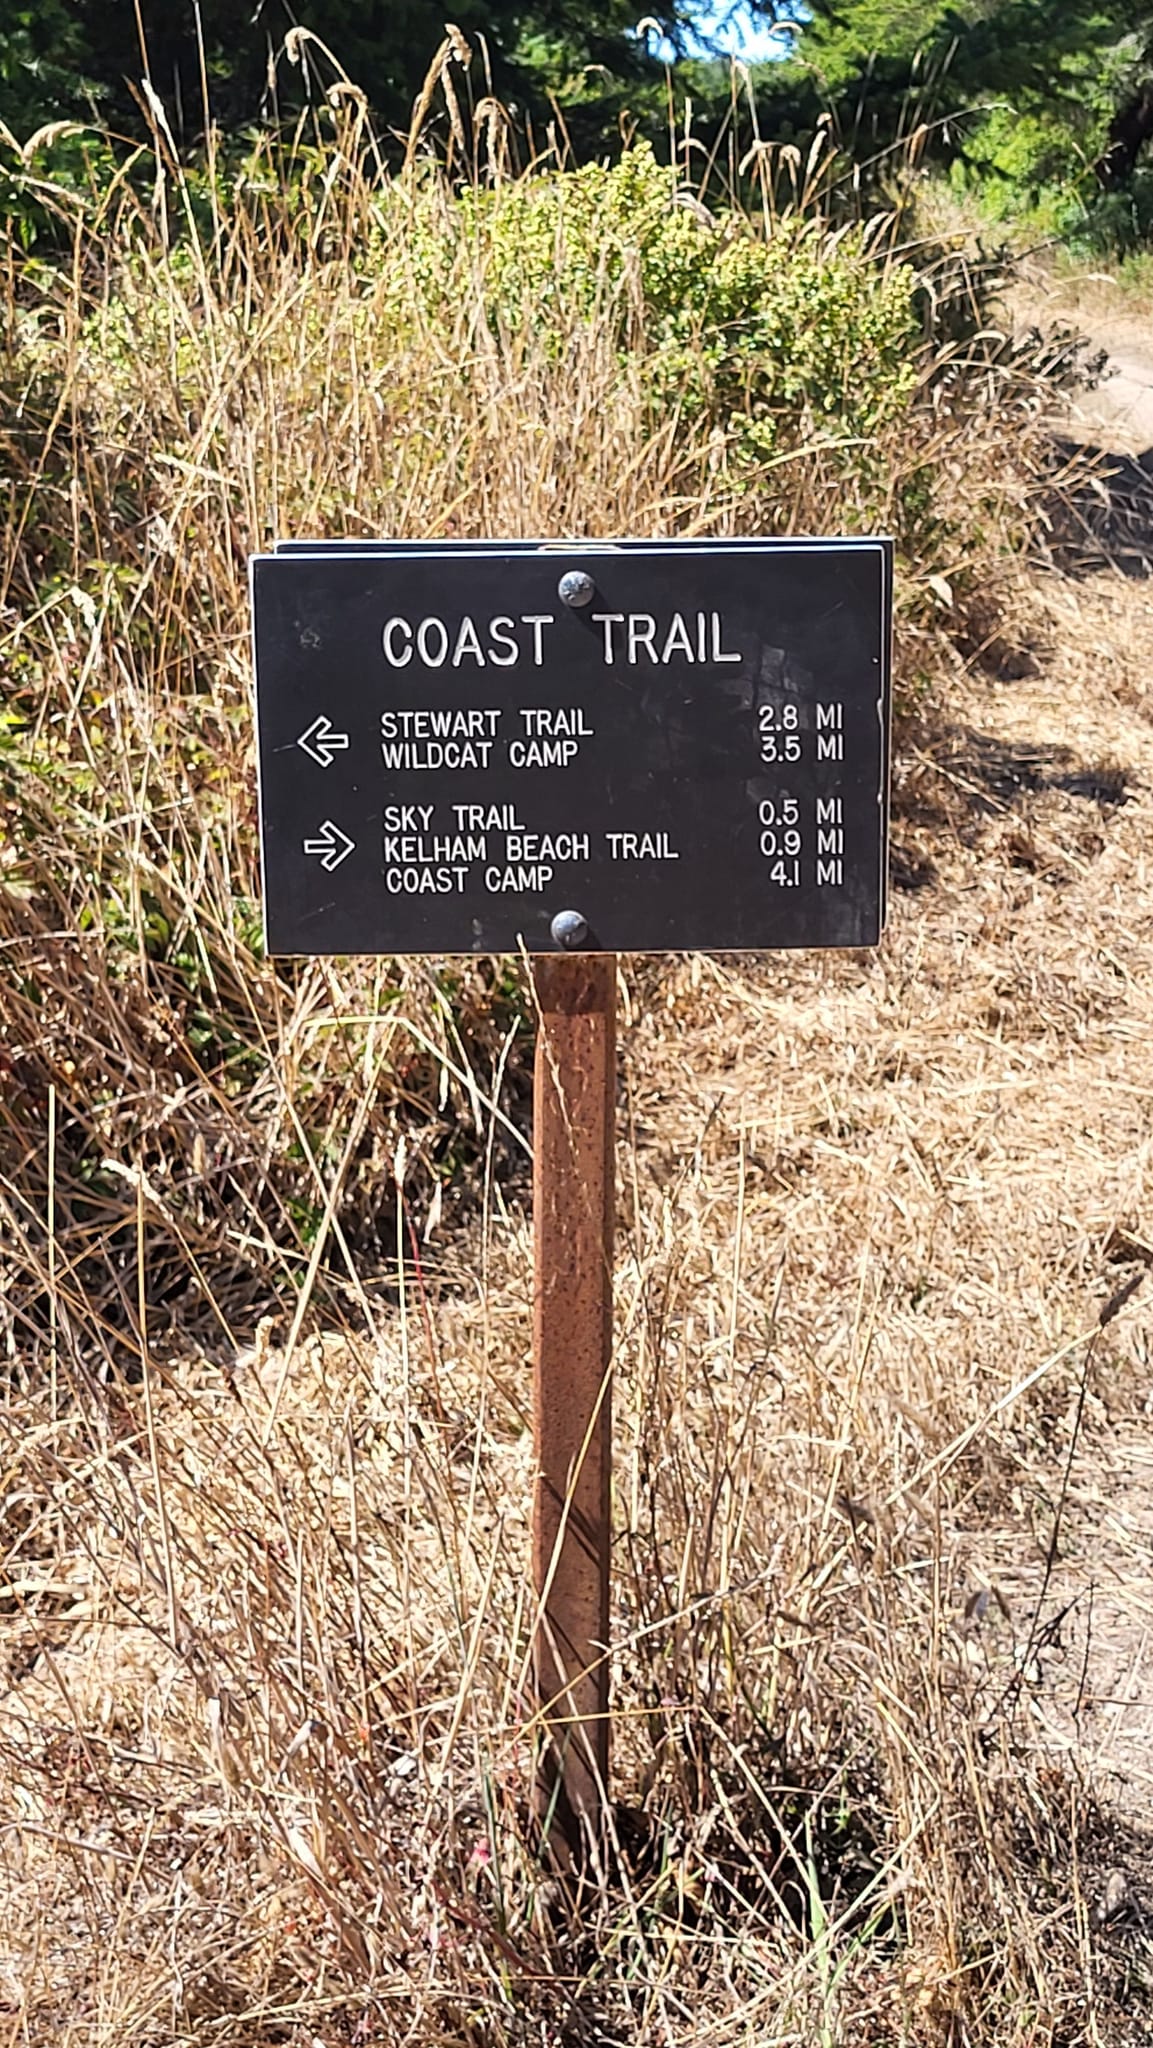 COAST TRAIL
STEWART TRAIL 2.8 MI
WILDCAT CAMP 3.5 MI
SKY TRAIL 0.5 MI
KELHAM BEACH TRAIL 0.9 MI
COAST CAMP 4.1 MI